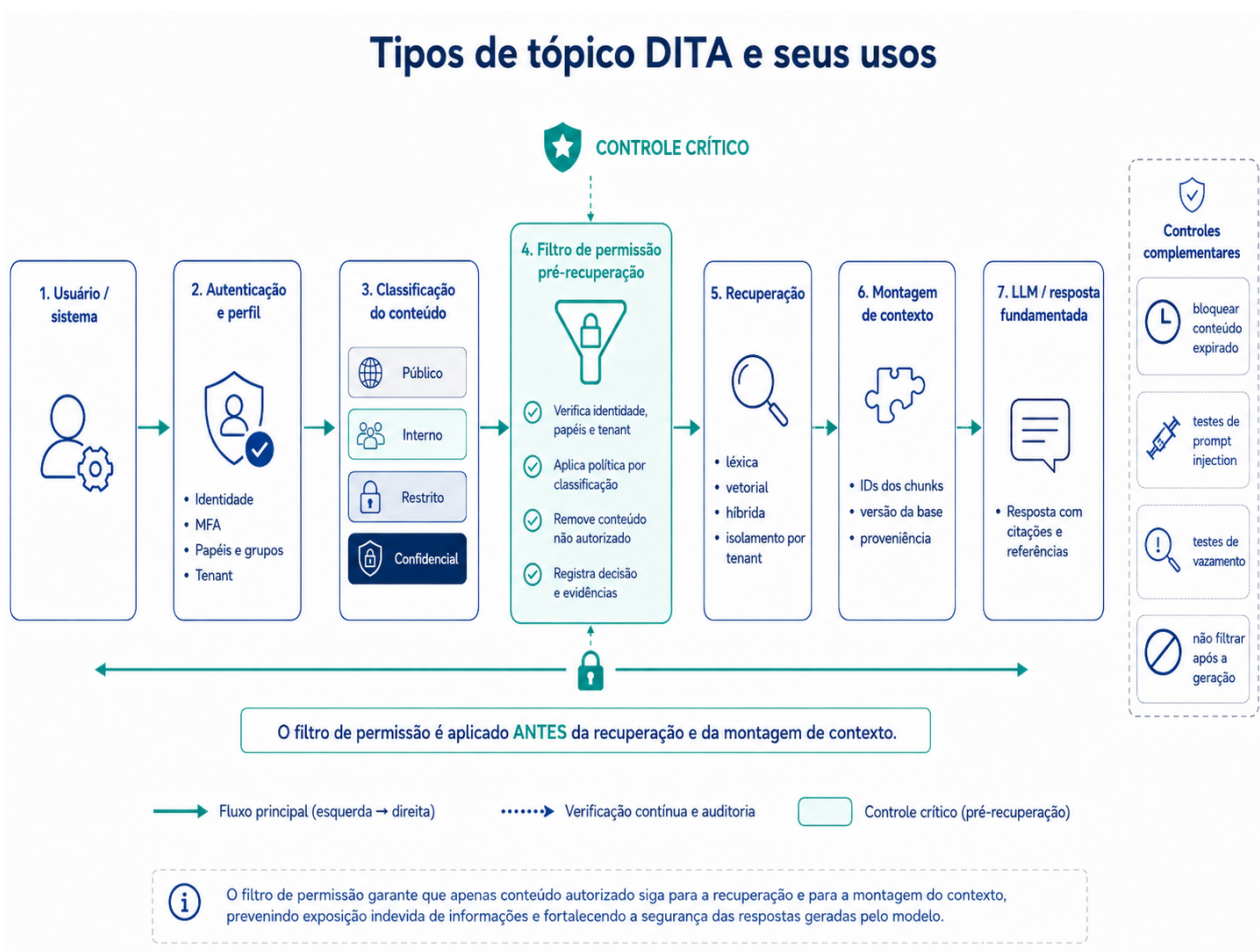 Tipos de tópico DITA e seus usos
CONTROLE CRÍTICO
1. Usuário /
sistema
2. Autenticação
e perfil
• Identidade
• MFA
• Papéis e grupos
• Tenant
3. Classificação
do conteúdo
Público
Interno
Restrito
Confidencial
4. Filtro de permissão
pré-recuperação
Verifica identidade,
papéis e tenant
Aplica política por
classificação
Remove conteúdo
não autorizado
Registra decisão
e evidências
5. Recuperação
• léxica
• vetorial
• híbrida
• isolamento por
tenant
6. Montagem
de contexto
• IDs dos chunks
• versão da base
• proveniência
7. LLM / resposta
fundamentada
• Resposta com
citações e
referências
Controles
complementares
bloquear
conteúdo
expirado
testes de
prompt
injection
testes de
vazamento
não filtrar
após a
geração
O filtro de permissão é aplicado ANTES da recuperação e da montagem de contexto.
Fluxo principal (esquerda → direita)
Verificação contínua e auditoria
Controle crítico (pré-recuperação)
O filtro de permissão garante que apenas conteúdo autorizado siga para a recuperação e para a montagem do contexto,
prevenindo exposição indevida de informações e fortalecendo a segurança das respostas geradas pelo modelo.